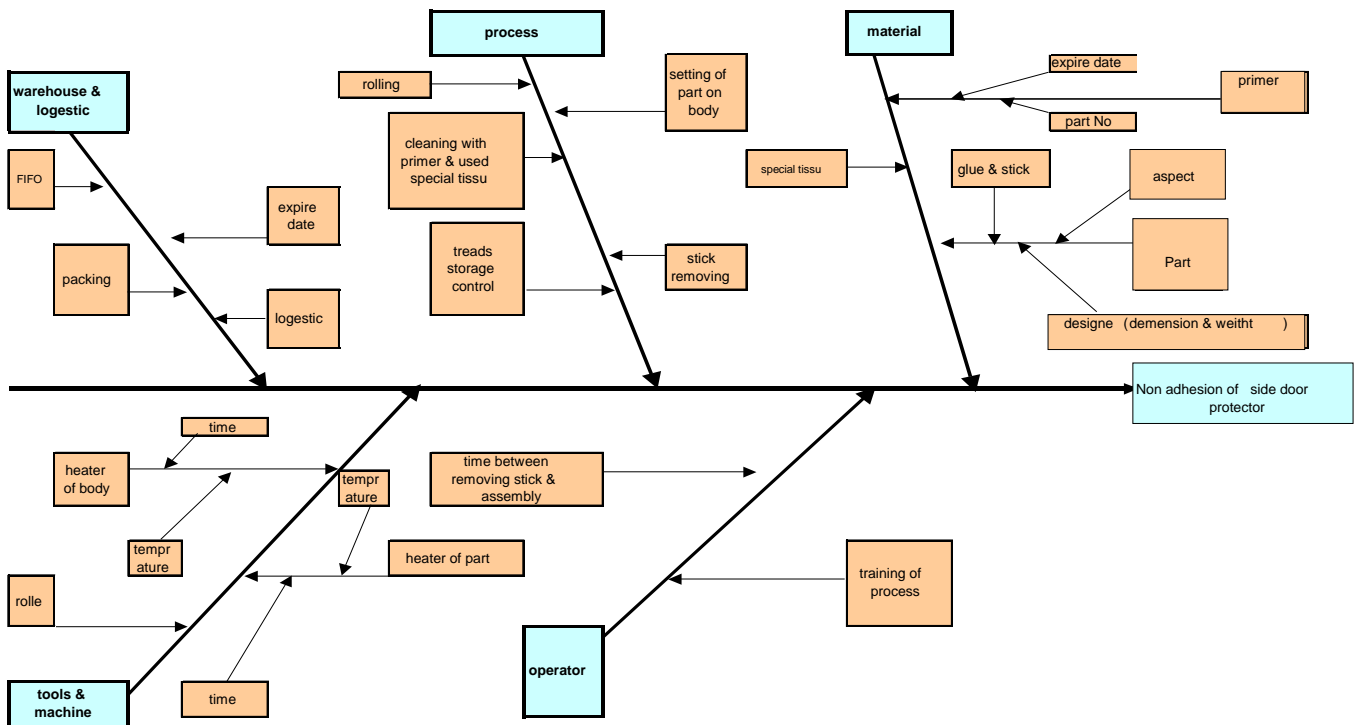 process
material
warehouse &
logestic
rolling
setting of
part on
body
expire date
primer
part No
cleaning with
primer & used
special tissu
special tissu
glue & stick
aspect
FIFO
expire
date
packing
treads
storage
control
stick
removing
Part
logestic
designe (demension & weitht )
Non adhesion of side door
protector
time
heater
of body
tempr
ature
time between
removing stick &
assembly
tempr
ature
heater of part
training of
process
rolle
operator
tools &
machine
time